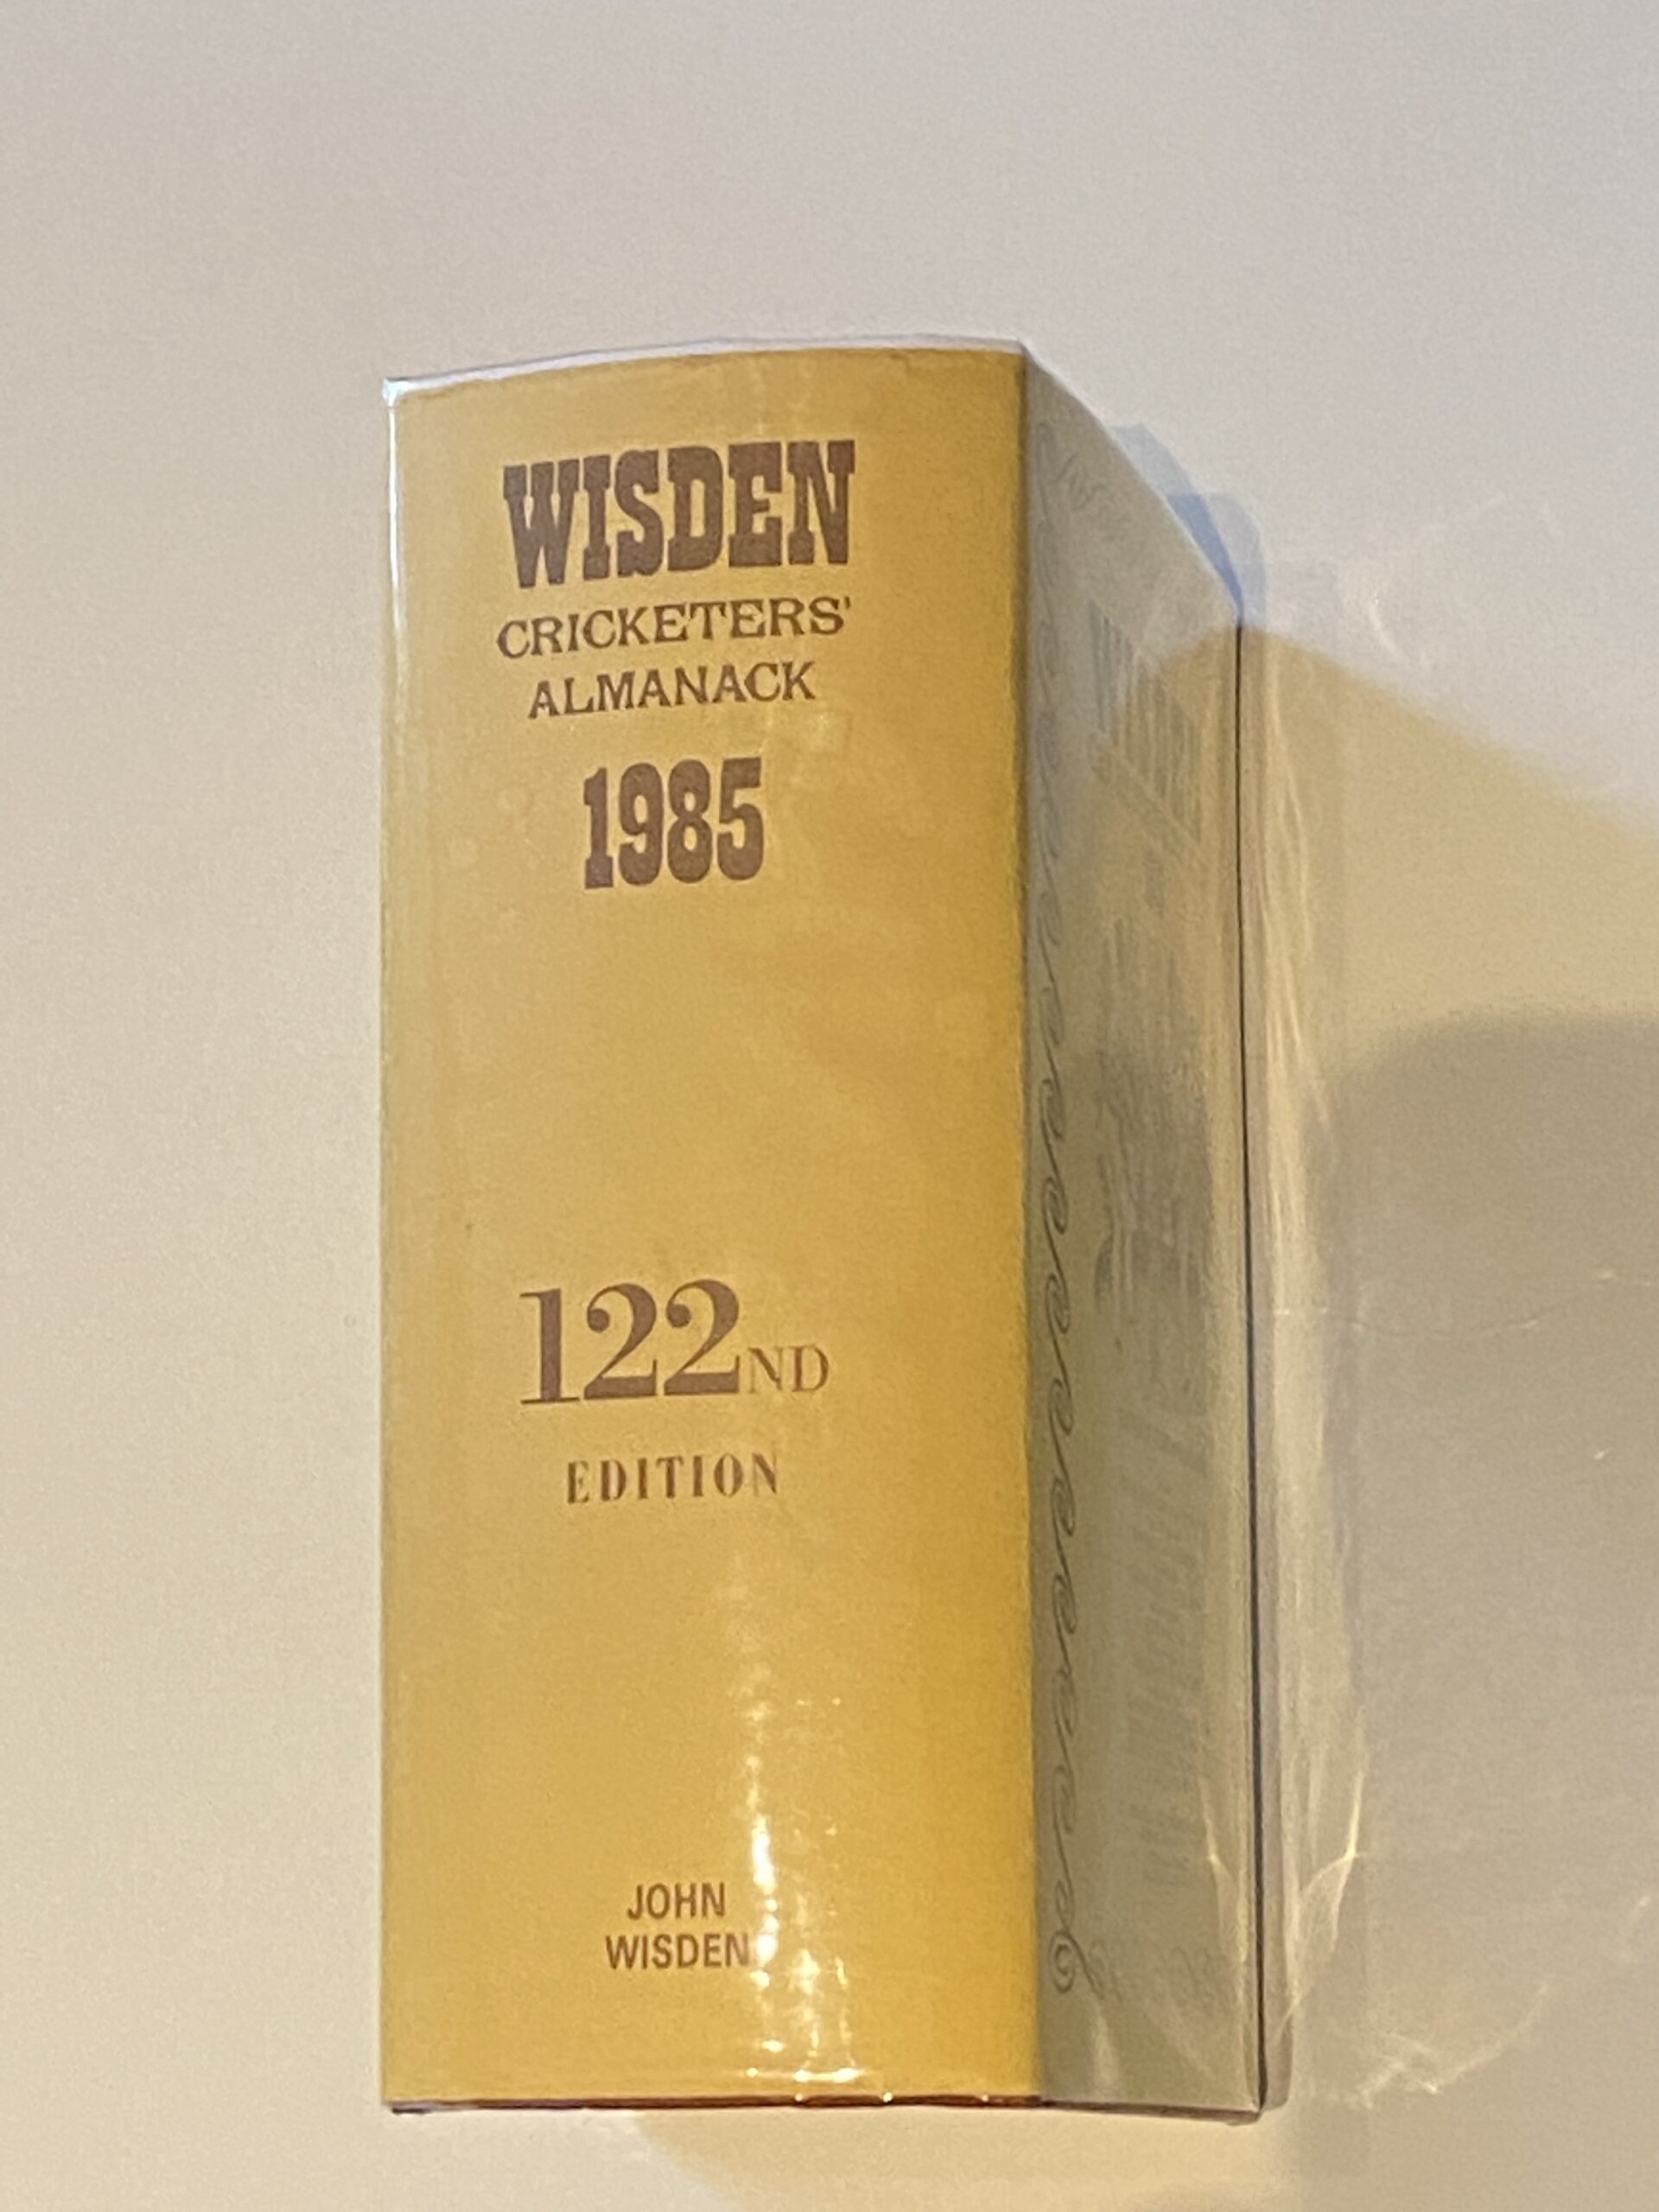 WISDEN
CRICKETERS'
ALMANACK
1985
122ND
EDITION
JOHN
WISDEN